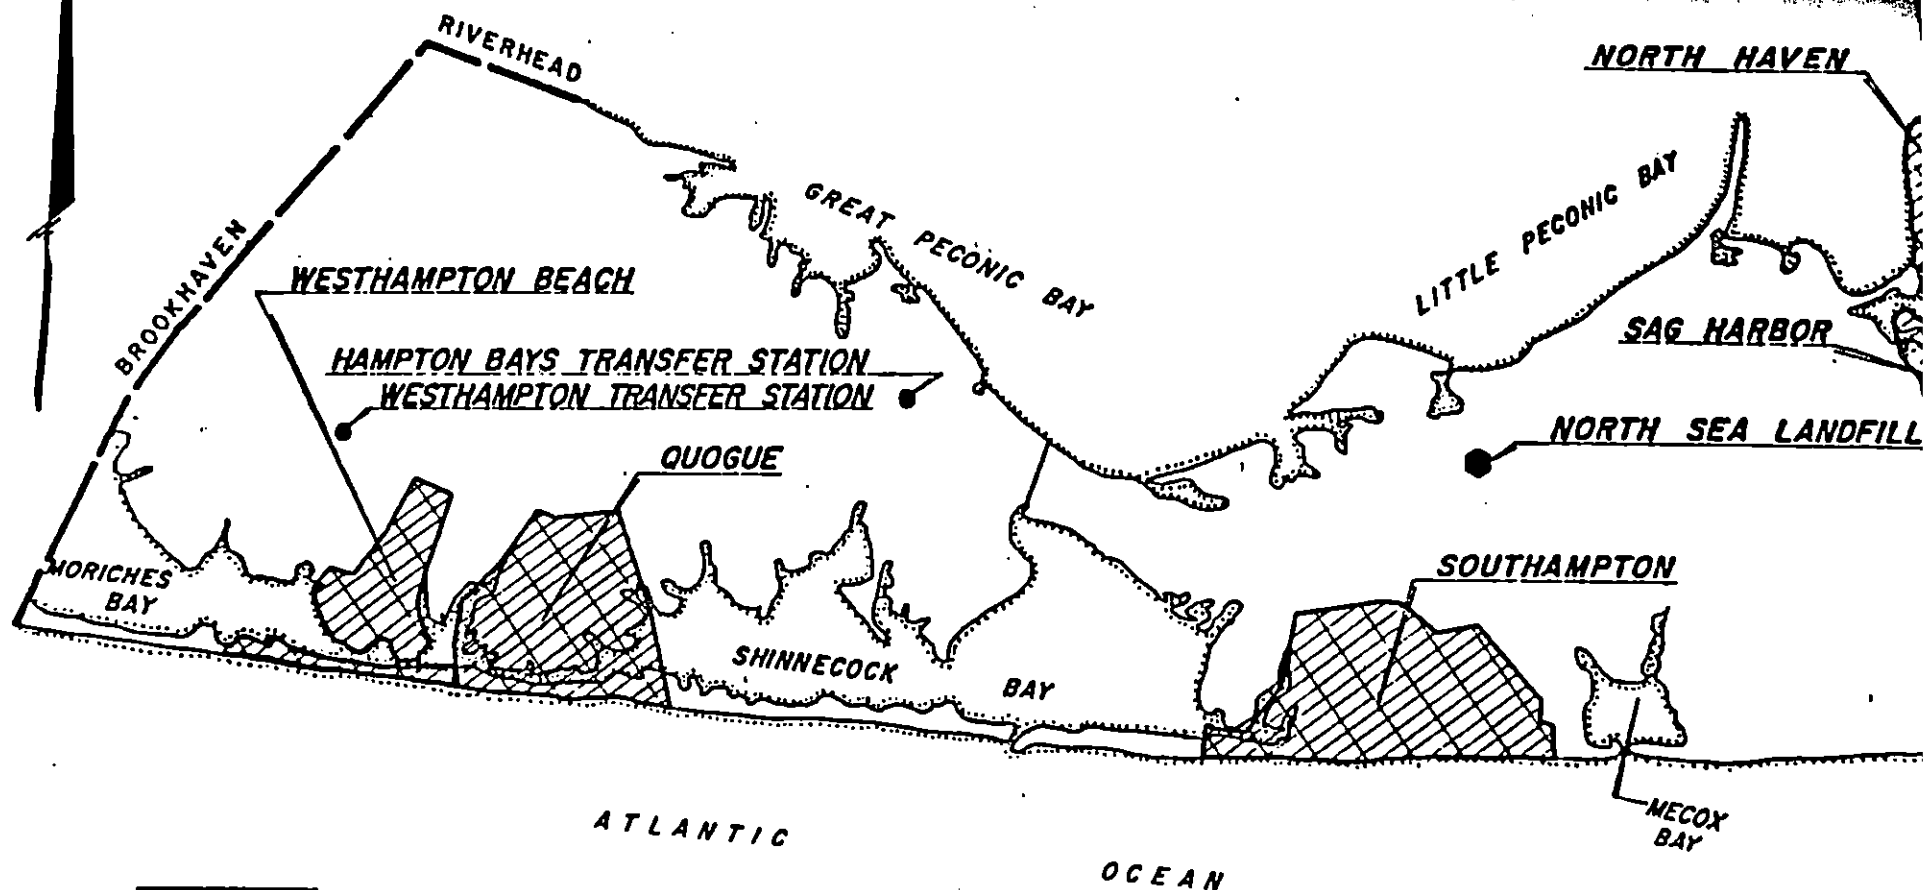 RIVERHEAD
NORTH HAVEN
GREAT PECONIC BAY
LITTLE PECONIC BAY
BROOKHAVEN
WESTHAMPTON BEACH
SAG HARBOR
HAMPTON BAYS TRANSFER STATION
WESTHAMPTON TRANSFER STATION
NORTH SEA LANDFILL
QUOGUE
SOUTHAMPTON
MORICHES
BAY
SHINNECOCK BAY
MECOX
BAY
ATLANTIC OCEAN